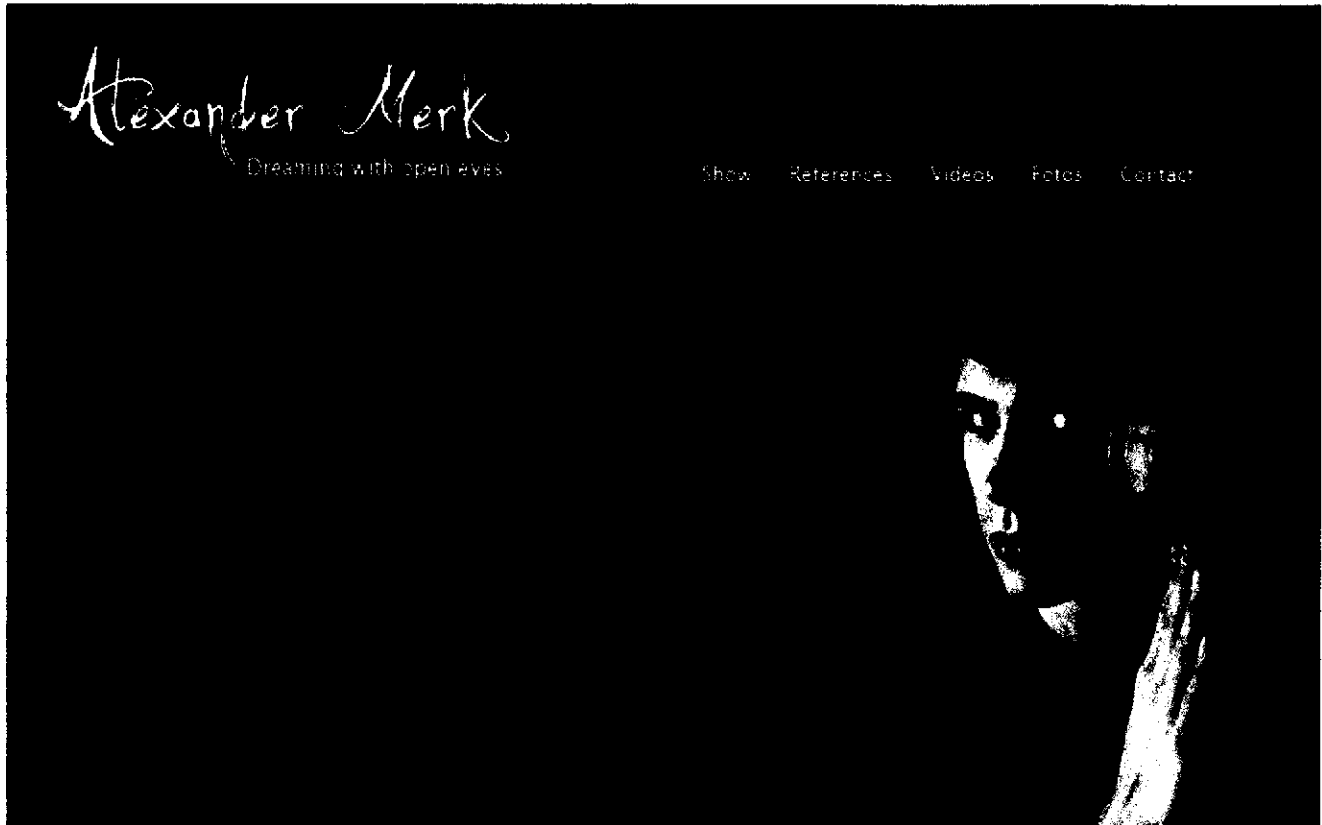 Alexander Merk
Dreaming with open eyes
Show References Videos Fotos Contact